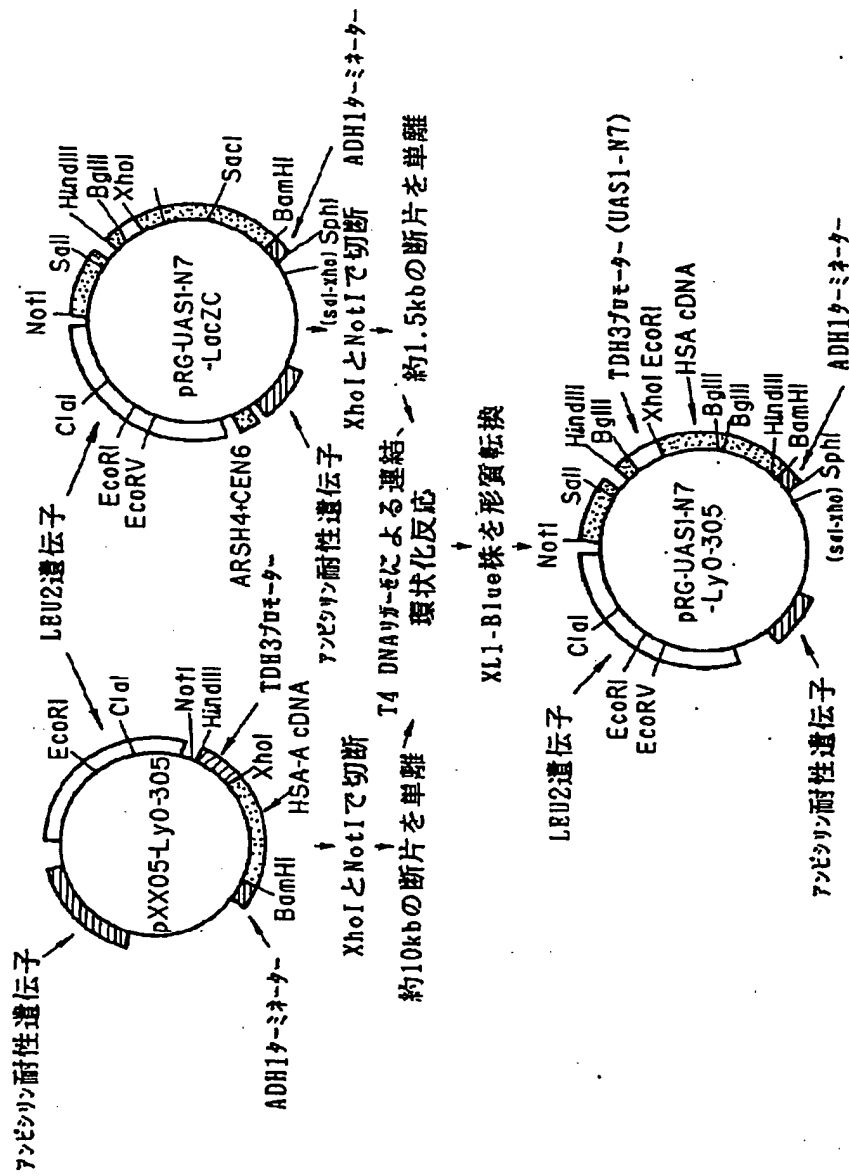 アンピシリン耐性遺伝子
pXX05-LyO-305
EcoRI
ClaI
NotI
HindIII
TDH3プロモーター
XhoI
HSA-A cDNA
BamHI
ADH1ターミネーター
LEU2遺伝子
XhoIとNotIで切断
約10kbの断片を単離
pRG-UAS1-N7
-LacZC
NotI
SalI
HindIII
BglII
XhoI
SacI
BamHI
SphI
(sal-xho)
ADH1ターミネーター
ClaI
EcoRI
EcoRV
ARSH4+CEN6
アンピシリン耐性遺伝子
XhoIとNotIで切断
約1.5kbの断片を単離
T4 DNAリガーゼによる連結、
環状化反応
XL1-Blue株を形質転換
pRG-UAS1-N7
-LyO-305
NotI
SalI
HindIII
BglII
TDH3プロモーター(UAS1-N7)
XhoI EcoRI
HSA cDNA
BglII
BglII
HindIII
BamHI
SphI
(sal-xho)
ADH1ターミネーター
LEU2遺伝子
ClaI
EcoRI
EcoRV
アンピシリン耐性遺伝子